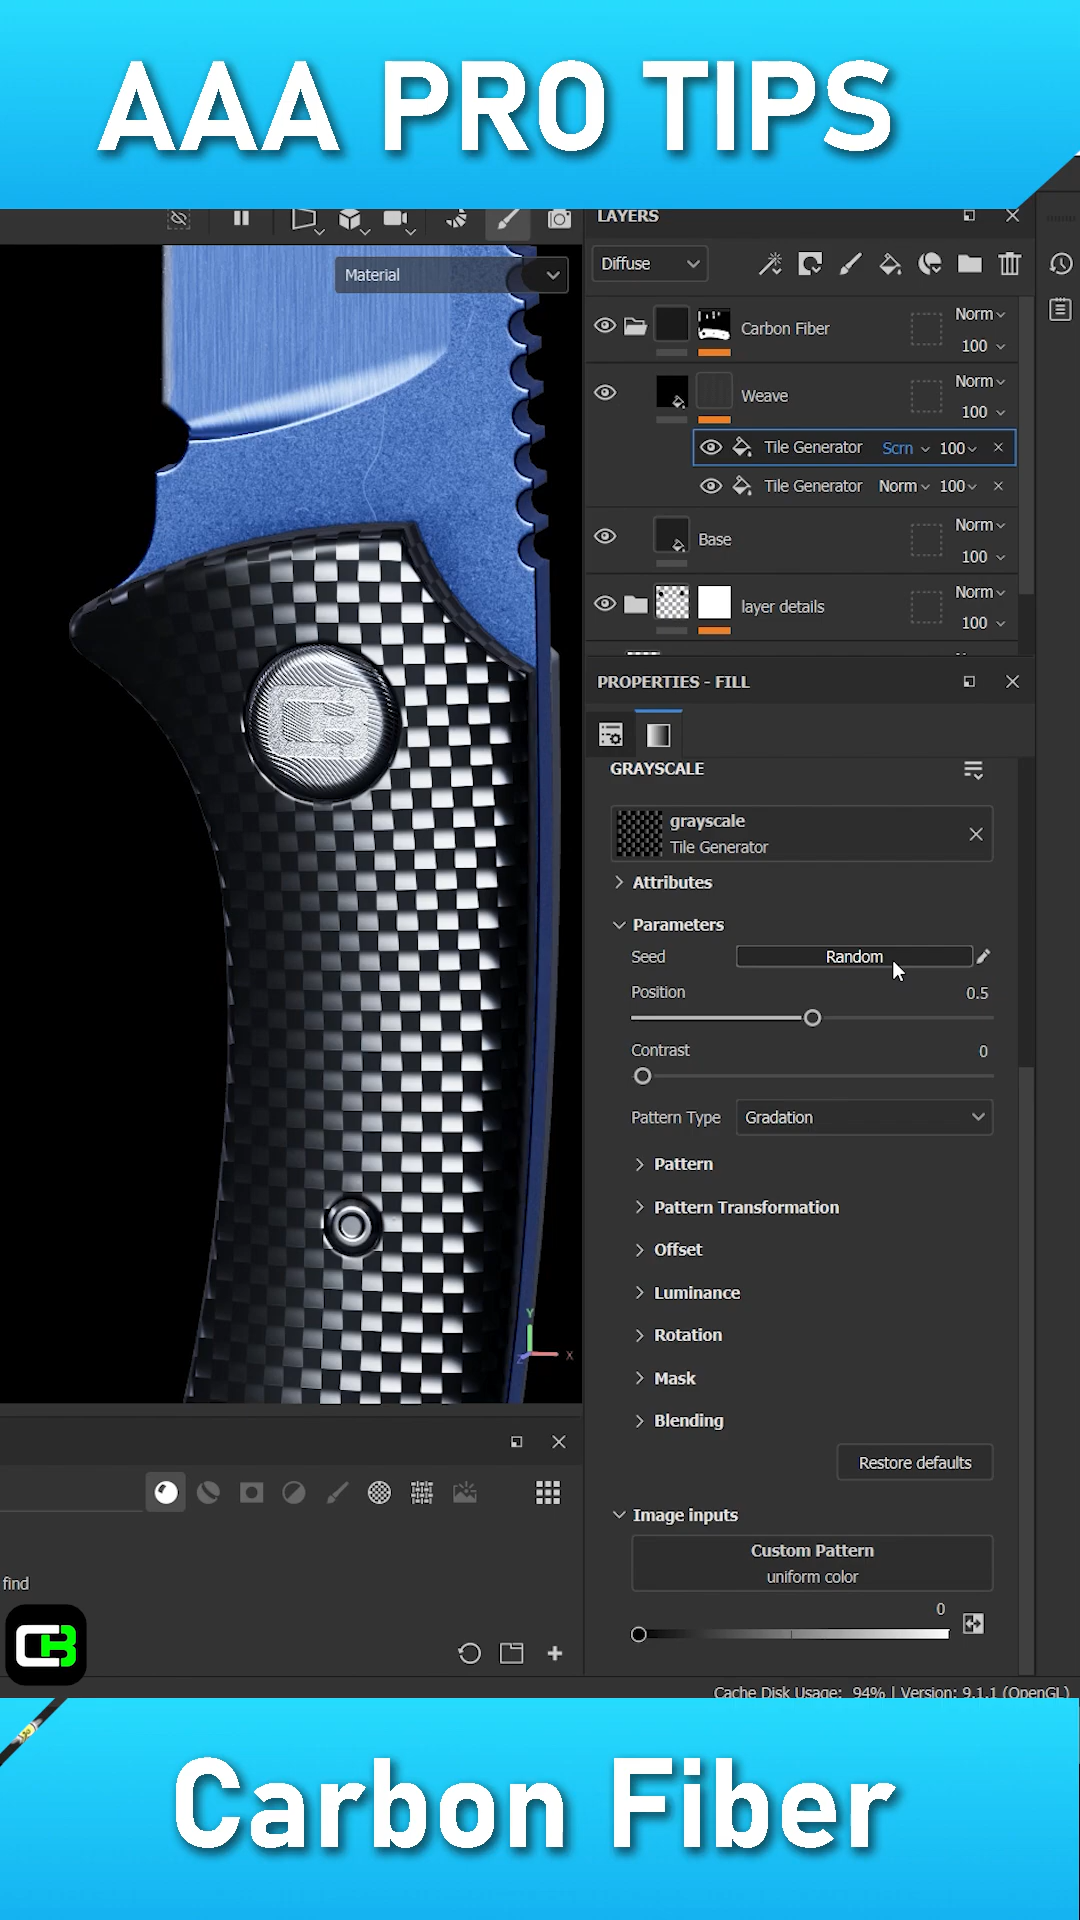 AAA PRO TIPS
LAYERS
Material
Diffuse
Carbon Fiber
Norm
100
Weave
Norm
100
Tile Generator Scrn 100
Tile Generator Norm 100
Base
Norm
100
layer details
Norm
100
PROPERTIES - FILL
GRAYSCALE
grayscale
Tile Generator
Attributes
Parameters
Seed Random
Position 0.5
Contrast 0
Pattern Type Gradation
Pattern
Pattern Transformation
Offset
Luminance
Rotation
Mask
Blending
Restore defaults
Image inputs
Custom Pattern
uniform color
0
find
CB
Y
X
Z
Cache Disk Usage: 94% | Version: 9.1.1 (OpenGL)
Carbon Fiber